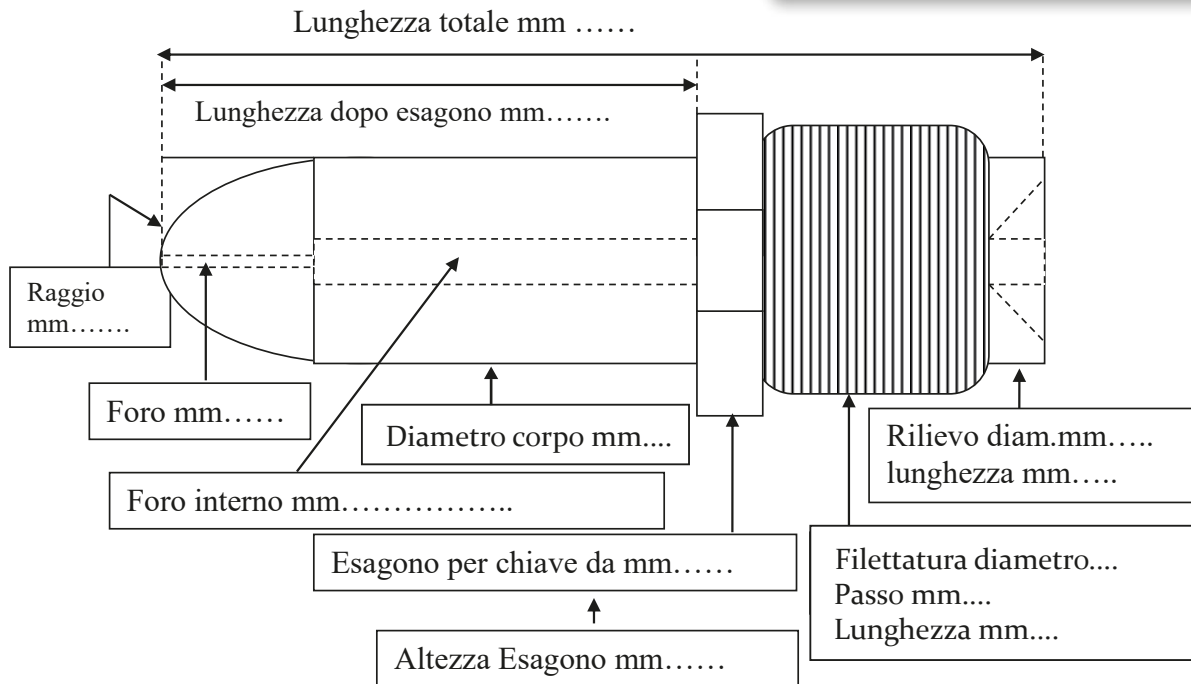 Lunghezza totale mm ……
Lunghezza dopo esagono mm…….
Raggio
mm…….
Foro mm……
Diametro corpo mm....
Rilievo diam.mm…..
lunghezza mm…..
Foro interno mm……………..
Esagono per chiave da mm……
Filettatura diametro....
Passo mm....
Lunghezza mm....
Altezza Esagono mm……